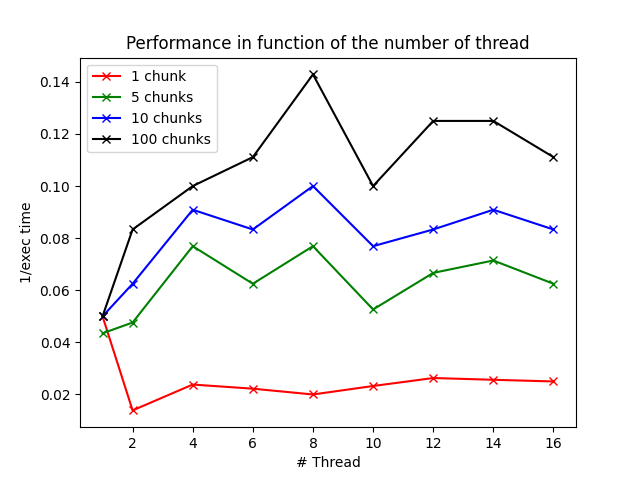 Performance in function of the number of thread
1 chunk
5 chunks
10 chunks
100 chunks
0.14
0.12
0.10
0.08
0.06
0.04
0.02
1/exec time
2 4 6 8 10 12 14 16
# Thread